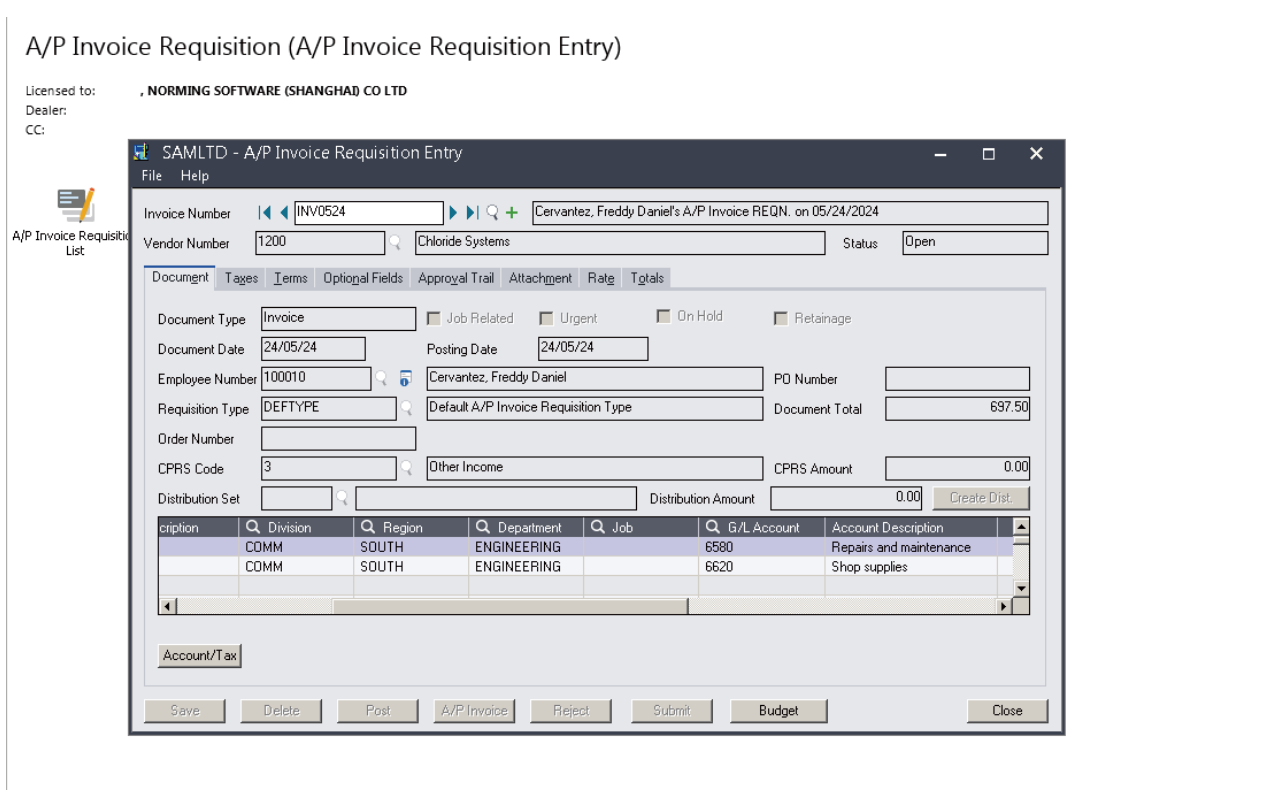 A/P Invoice Requisition (A/P Invoice Requisition Entry)
Licensed to: , NORMING SOFTWARE (SHANGHAI) CO LTD
Dealer:
CC:
SAMLTD - A/P Invoice Requisition Entry
File Help
A/P Invoice Requisitio
List
Invoice Number INV0524 Cervantez, Freddy Daniel's A/P Invoice REQN. on 05/24/2024
Vendor Number 1200 Chloride Systems Status Open
Document Taxes Terms Optional Fields Approval Trail Attachment Rate Totals
Document Type Invoice Job Related Urgent On Hold Retainage
Document Date 24/05/24 Posting Date 24/05/24
Employee Number 100010 Cervantez, Freddy Daniel PO Number
Requisition Type DEFTYPE Default A/P Invoice Requisition Type Document Total 697.50
Order Number
CPRS Code 3 Other Income CPRS Amount 0.00
Distribution Set Distribution Amount 0.00 Create Dist.
cription Division Region Department Job G/L Account Account Description
COMM SOUTH ENGINEERING 6580 Repairs and maintenance
COMM SOUTH ENGINEERING 6620 Shop supplies
Account/Tax
Save Delete Post A/P Invoice Reject Submit Budget Close